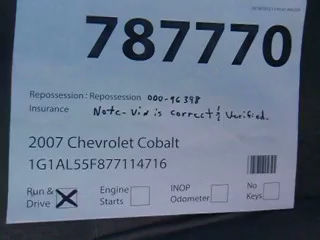 787770
Repossession : Repossession 000-96398
Insurance Note- Vin is correct & Verified.
2007 Chevrolet Cobalt
1G1AL55F877114716
Run & Drive
Engine Starts
INOP Odometer
No Keys